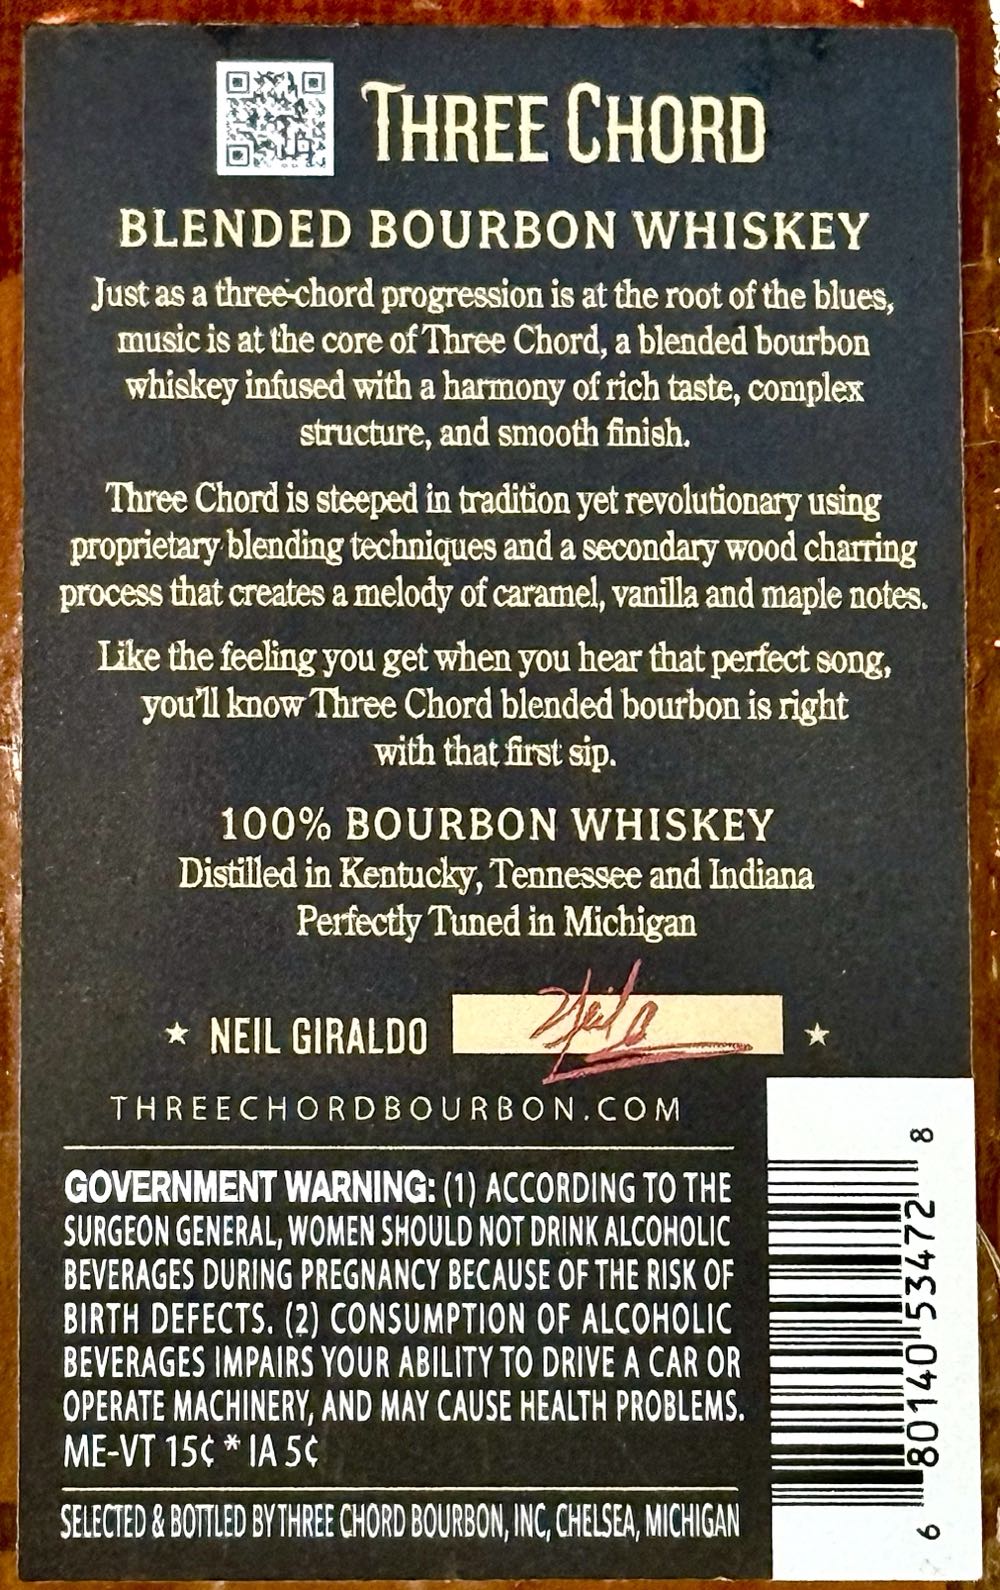 THREE CHORD
BLENDED BOURBON WHISKEY
Just as a three-chord progression is at the root of the blues,
music is at the core of Three Chord, a blended bourbon
whiskey infused with a harmony of rich taste, complex
structure, and smooth finish.
Three Chord is steeped in tradition yet revolutionary using
proprietary blending techniques and a secondary wood charring
process that creates a melody of caramel, vanilla and maple notes.
Like the feeling you get when you hear that perfect song,
you'll know Three Chord blended bourbon is right
with that first sip.
100% BOURBON WHISKEY
Distilled in Kentucky, Tennessee and Indiana
Perfectly Tuned in Michigan
★ NEIL GIRALDO Neil G ★
THREECHORDBOURBON.COM
GOVERNMENT WARNING: (1) ACCORDING TO THE
SURGEON GENERAL, WOMEN SHOULD NOT DRINK ALCOHOLIC
BEVERAGES DURING PREGNANCY BECAUSE OF THE RISK OF
BIRTH DEFECTS. (2) CONSUMPTION OF ALCOHOLIC
BEVERAGES IMPAIRS YOUR ABILITY TO DRIVE A CAR OR
OPERATE MACHINERY, AND MAY CAUSE HEALTH PROBLEMS.
ME-VT 15¢ * IA 5¢
SELECTED & BOTTLED BY THREE CHORD BOURBON, INC, CHELSEA, MICHIGAN
6 80140 53472 8